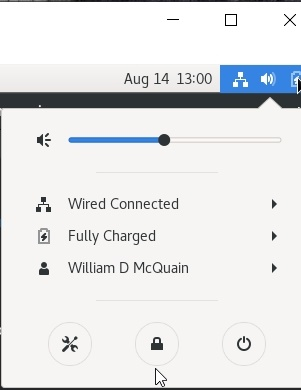 Aug 14 13:00
Wired Connected
Fully Charged
William D McQuain